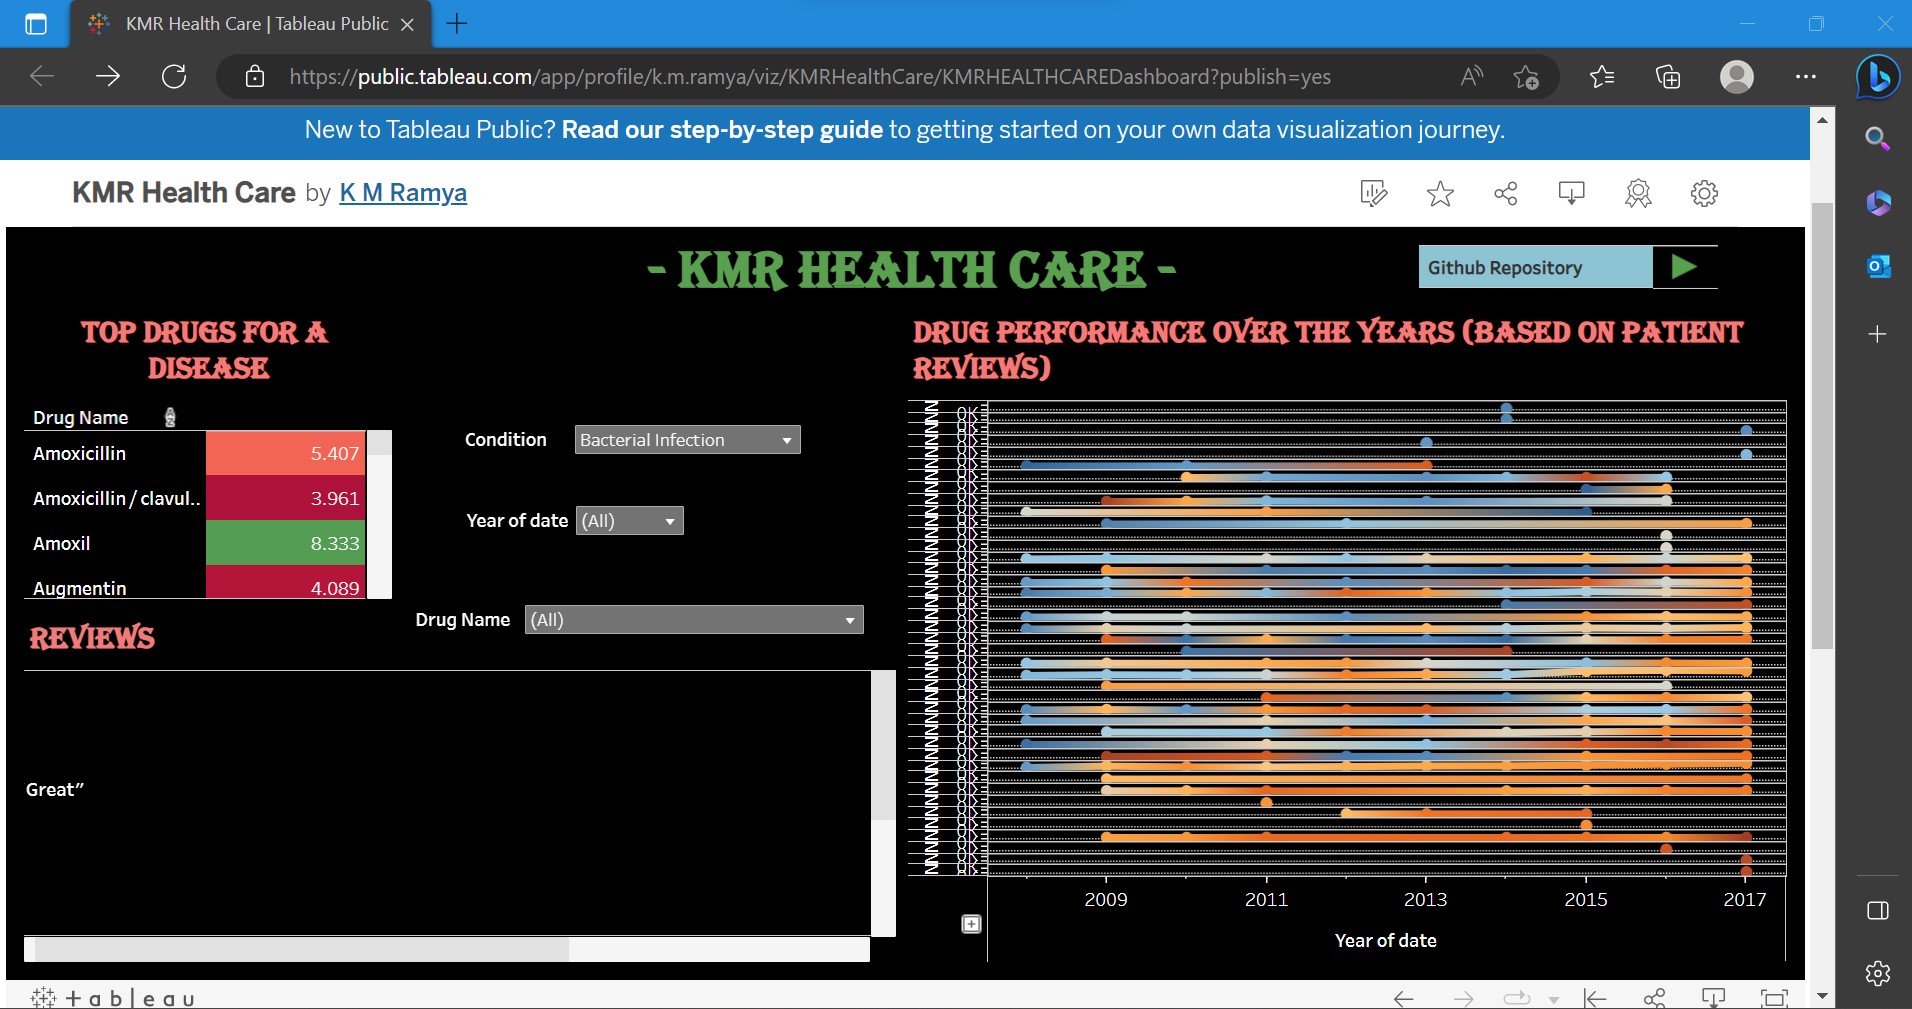 KMR Health Care | Tableau Public
https://public.tableau.com/app/profile/k.m.ramya/viz/KMRHealthCare/KMRHEALTHCAREDashboard?publish=yes
New to Tableau Public? Read our step-by-step guide to getting started on your own data visualization journey.
KMR Health Care by K M Ramya
- KMR HEALTH CARE -
Github Repository
TOP DRUGS FOR A
DISEASE
Drug Name
Amoxicillin 5.407
Amoxicillin / clavul.. 3.961
Amoxil 8.333
Augmentin 4.089
Condition Bacterial Infection
Year of date (All)
Drug Name (All)
REVIEWS
Great”
DRUG PERFORMANCE OVER THE YEARS (BASED ON PATIENT
REVIEWS)
2009 2011 2013 2015 2017
Year of date
+ a b | e a u